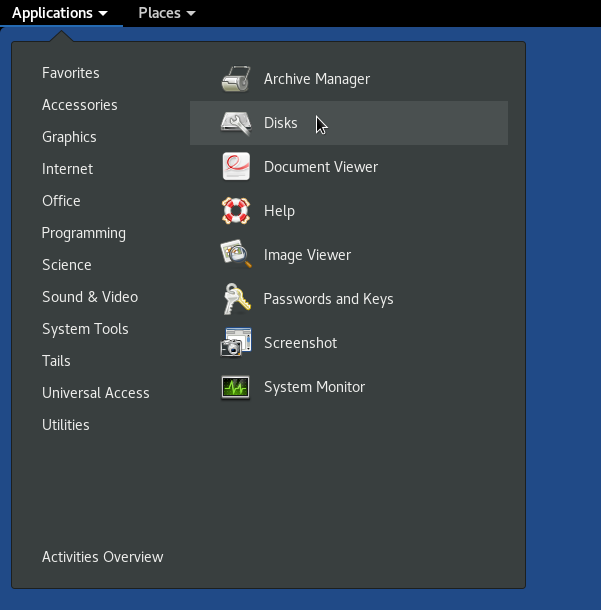 Applications Places
Favorites
Accessories
Graphics
Internet
Office
Programming
Science
Sound & Video
System Tools
Tails
Universal Access
Utilities
Activities Overview
Archive Manager
Disks
Document Viewer
Help
Image Viewer
Passwords and Keys
Screenshot
System Monitor